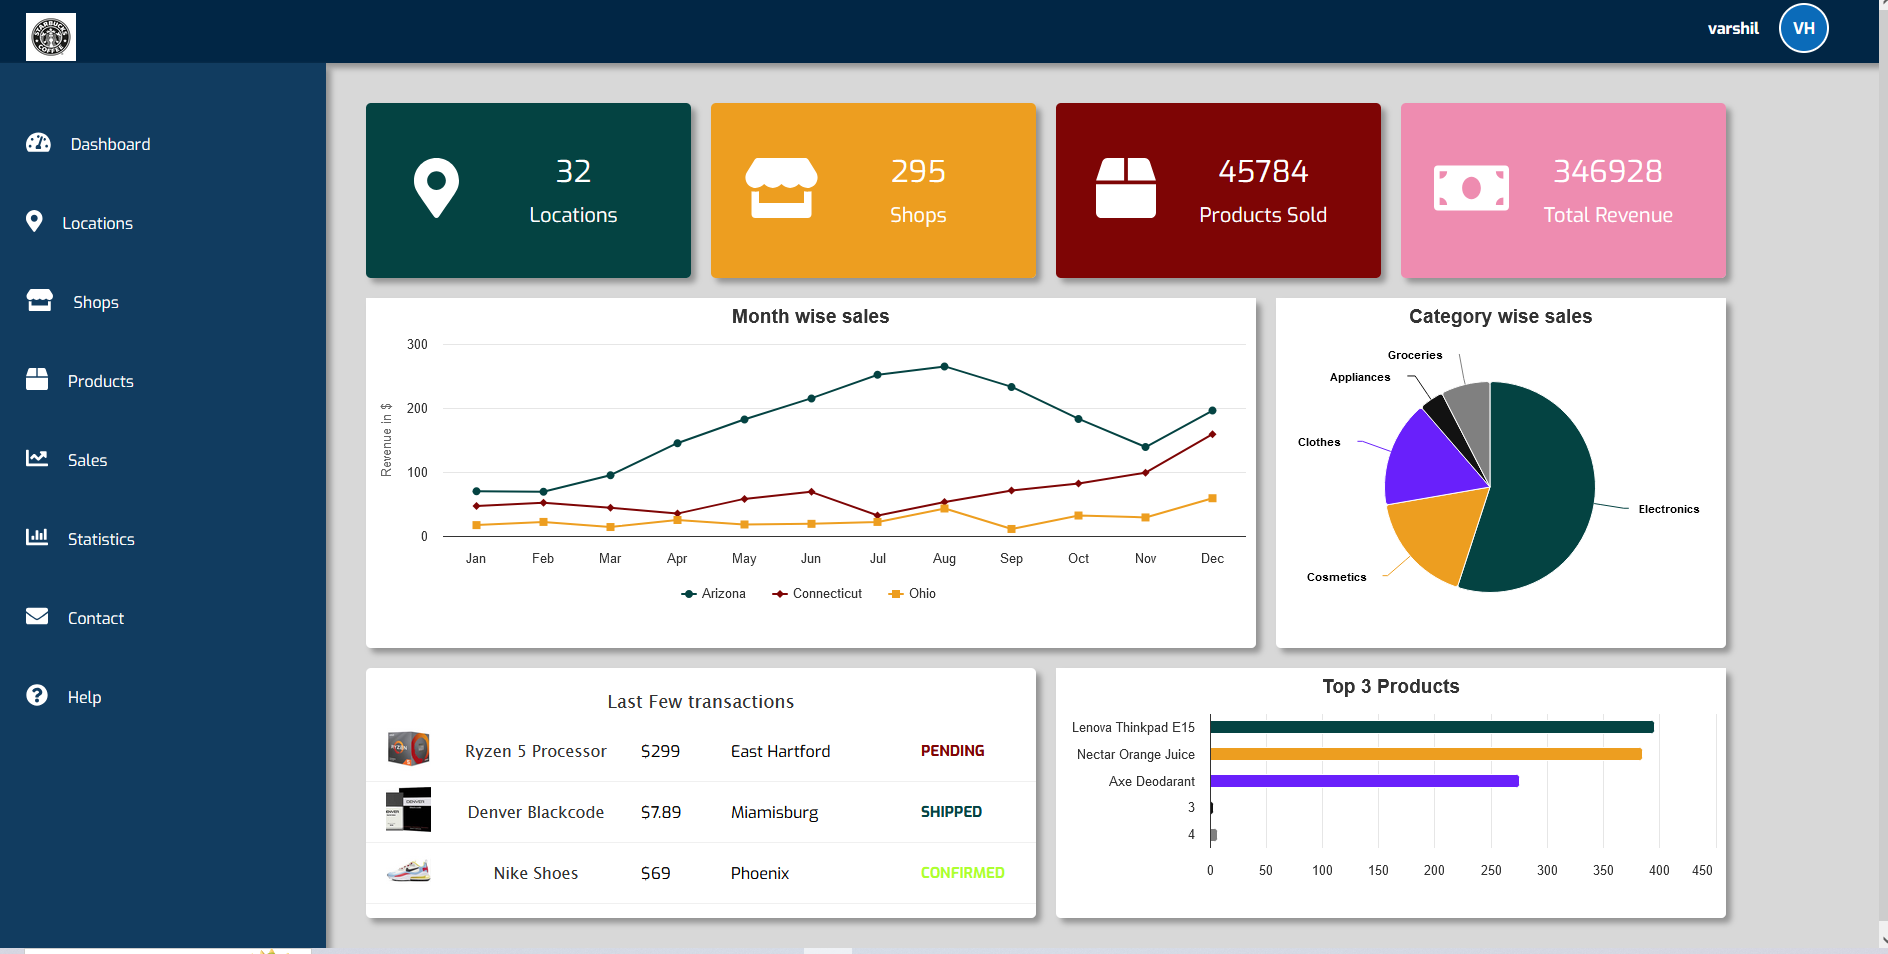 STARBUCKS
COFFEE
varshil
VH
Dashboard
Locations
Shops
Products
Sales
Statistics
Contact
Help
32
Locations
295
Shops
45784
Products Sold
346928
Total Revenue
Month wise sales
Revenue in $
300
200
100
0
Jan Feb Mar Apr May Jun Jul Aug Sep Oct Nov Dec
Arizona Connecticut Ohio
Category wise sales
Groceries
Appliances
Clothes
Electronics
Cosmetics
Last Few transactions
RYZEN
Ryzen 5 Processor $299 East Hartford PENDING
DENVER
Denver Blackcode $7.89 Miamisburg SHIPPED
Nike Shoes $69 Phoenix CONFIRMED
Top 3 Products
Lenova Thinkpad E15
Nectar Orange Juice
Axe Deodarant
3
4
0 50 100 150 200 250 300 350 400 450